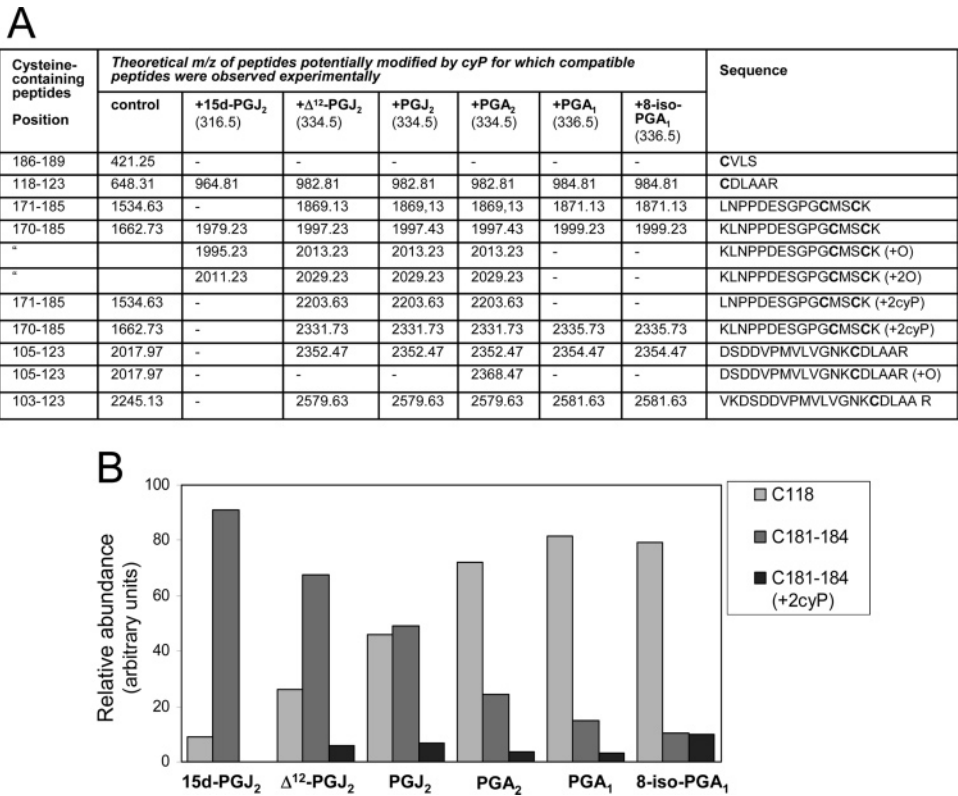 A
Cysteine-containing peptides Position | Theoretical m/z of peptides potentially modified by cyP for which compatible peptides were observed experimentally | Sequence
control | +15d-PGJ2 (316.5) | +Δ12-PGJ2 (334.5) | +PGJ2 (334.5) | +PGA2 (334.5) | +PGA1 (336.5) | +8-iso-PGA1 (336.5)
186-189 | 421.25 | - | - | - | - | - | - | CVLS
118-123 | 648.31 | 964.81 | 982.81 | 982.81 | 982.81 | 984.81 | 984.81 | CDLAAR
171-185 | 1534.63 | - | 1869.13 | 1869,13 | 1869,13 | 1871.13 | 1871.13 | LNPPDESGPGCMSCK
170-185 | 1662.73 | 1979.23 | 1997.23 | 1997.43 | 1997.43 | 1999.23 | 1999.23 | KLNPPDESGPGCMSCK
“ | | 1995.23 | 2013.23 | 2013.23 | 2013.23 | - | - | KLNPPDESGPGCMSCK (+O)
“ | | 2011.23 | 2029.23 | 2029.23 | 2029.23 | - | - | KLNPPDESGPGCMSCK (+2O)
171-185 | 1534.63 | - | 2203.63 | 2203.63 | 2203.63 | | | LNPPDESGPGCMSCK (+2cyP)
170-185 | 1662.73 | - | 2331.73 | 2331.73 | 2331.73 | 2335.73 | 2335.73 | KLNPPDESGPGCMSCK (+2cyP)
105-123 | 2017.97 | - | 2352.47 | 2352.47 | 2352.47 | 2354.47 | 2354.47 | DSDDVPMVLVGNKCDLAAR
105-123 | 2017.97 | - | - | - | 2368.47 | - | - | DSDDVPMVLVGNKCDLAAR (+O)
103-123 | 2245.13 | - | 2579.63 | 2579.63 | 2579.63 | 2581.63 | 2581.63 | VKDSDDVPMVLVGNKCDLAA R
B
Relative abundance
(arbitrary units)
100
80
60
40
20
0
15d-PGJ2 Δ12-PGJ2 PGJ2 PGA2 PGA1 8-iso-PGA1
C118
C181-184
C181-184
(+2cyP)